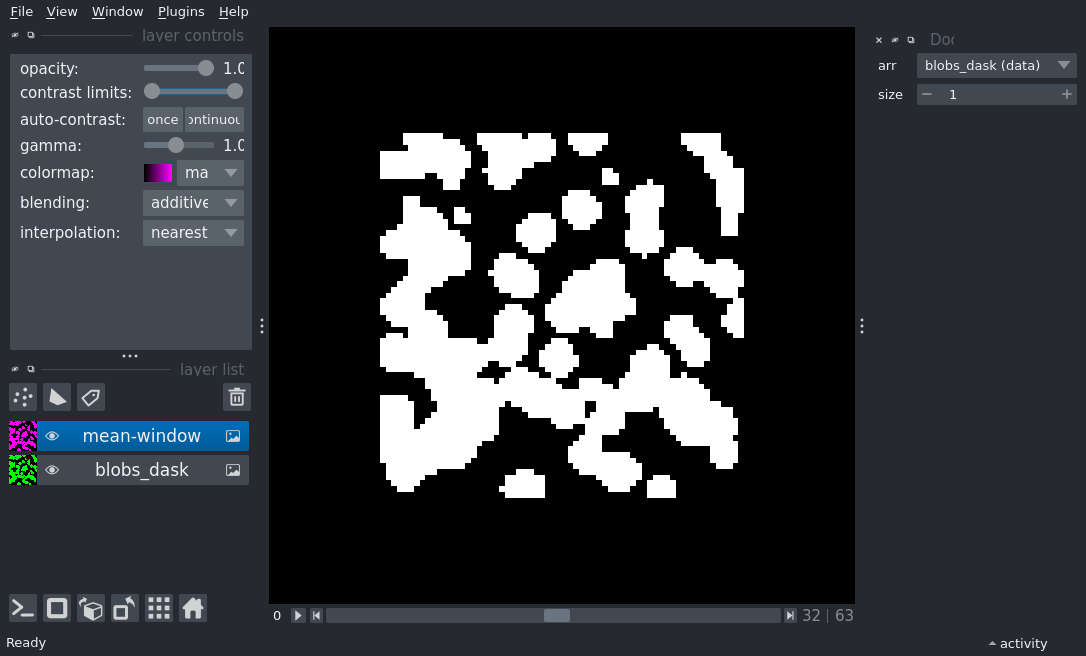 File View Window Plugins Help
layer controls
opacity: 1.0
contrast limits:
auto-contrast: once ontinuou
gamma: 1.0
colormap: ma
blending: additive
interpolation: nearest
layer list
mean-window
blobs_dask
0 32 | 63
Ready
Doc
arr blobs_dask (data)
size 1
activity